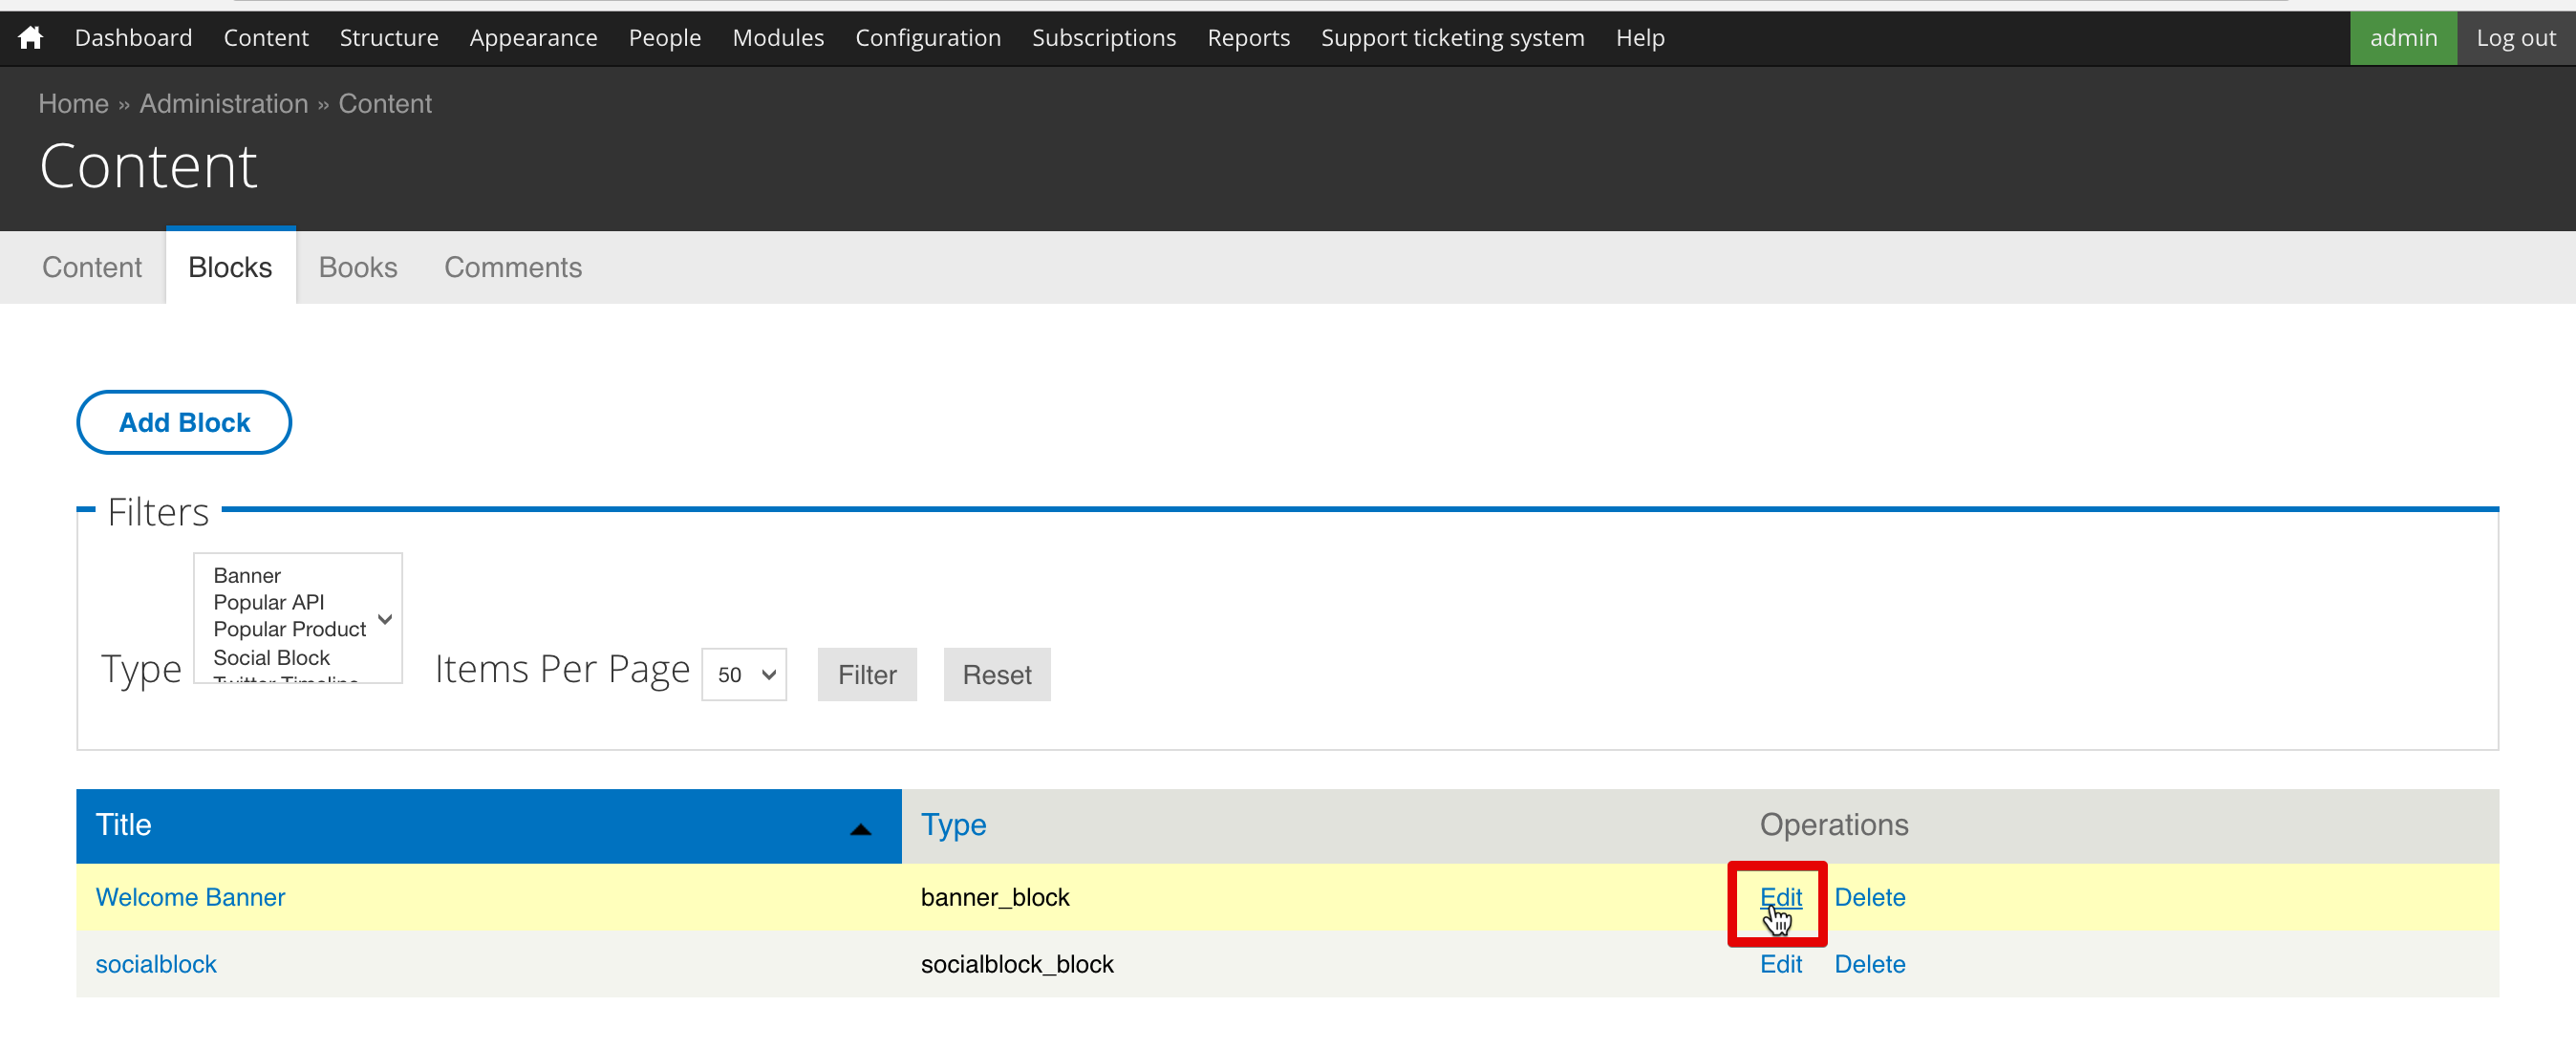 Dashboard Content Structure Appearance People Modules Configuration Subscriptions Reports Support ticketing system Help admin Log out
Home » Administration » Content
Content
Content Blocks Books Comments
Add Block
Filters
Banner
Popular API
Popular Product
Social Block
Type Items Per Page 50 Filter Reset
Title Type Operations
Welcome Banner banner_block Edit Delete
socialblock socialblock_block Edit Delete